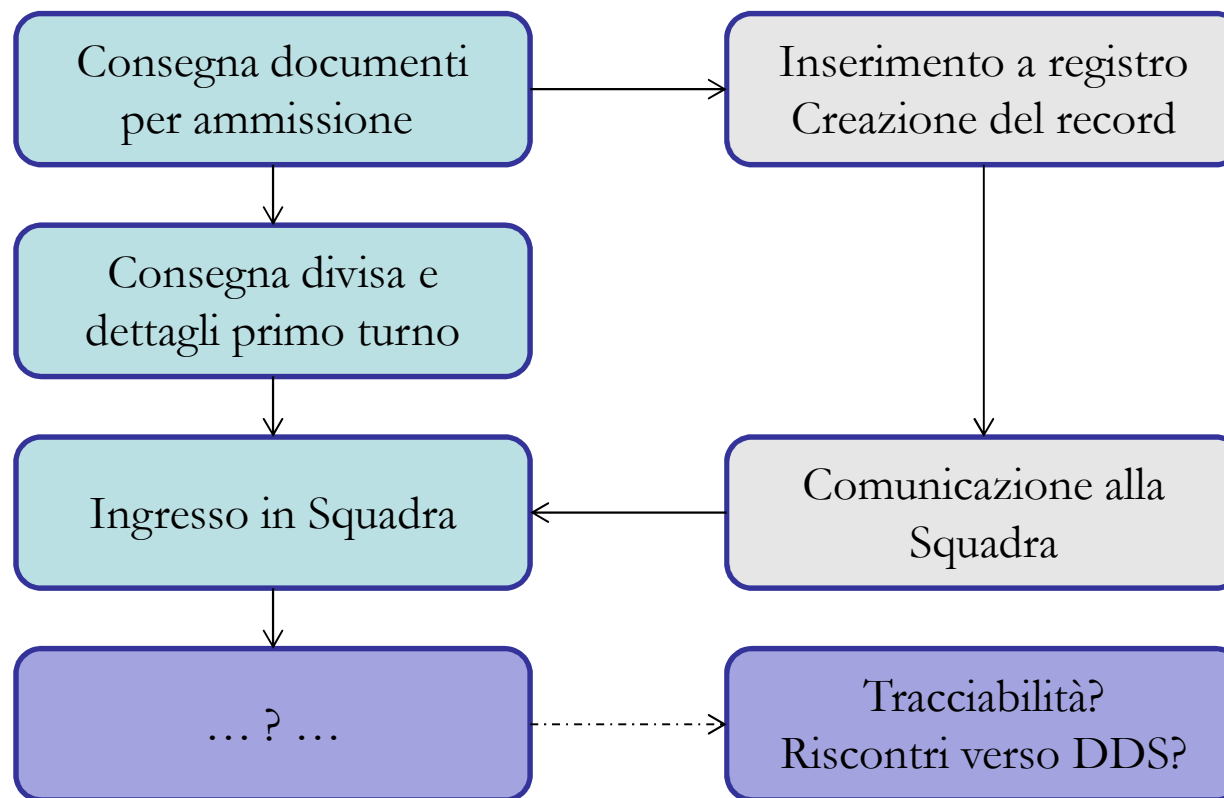 Consegna documenti
per ammissione
Inserimento a registro
Creazione del record
Consegna divisa e
dettagli primo turno
Ingresso in Squadra
Comunicazione alla
Squadra
… ? …
Tracciabilità?
Riscontri verso DDS?